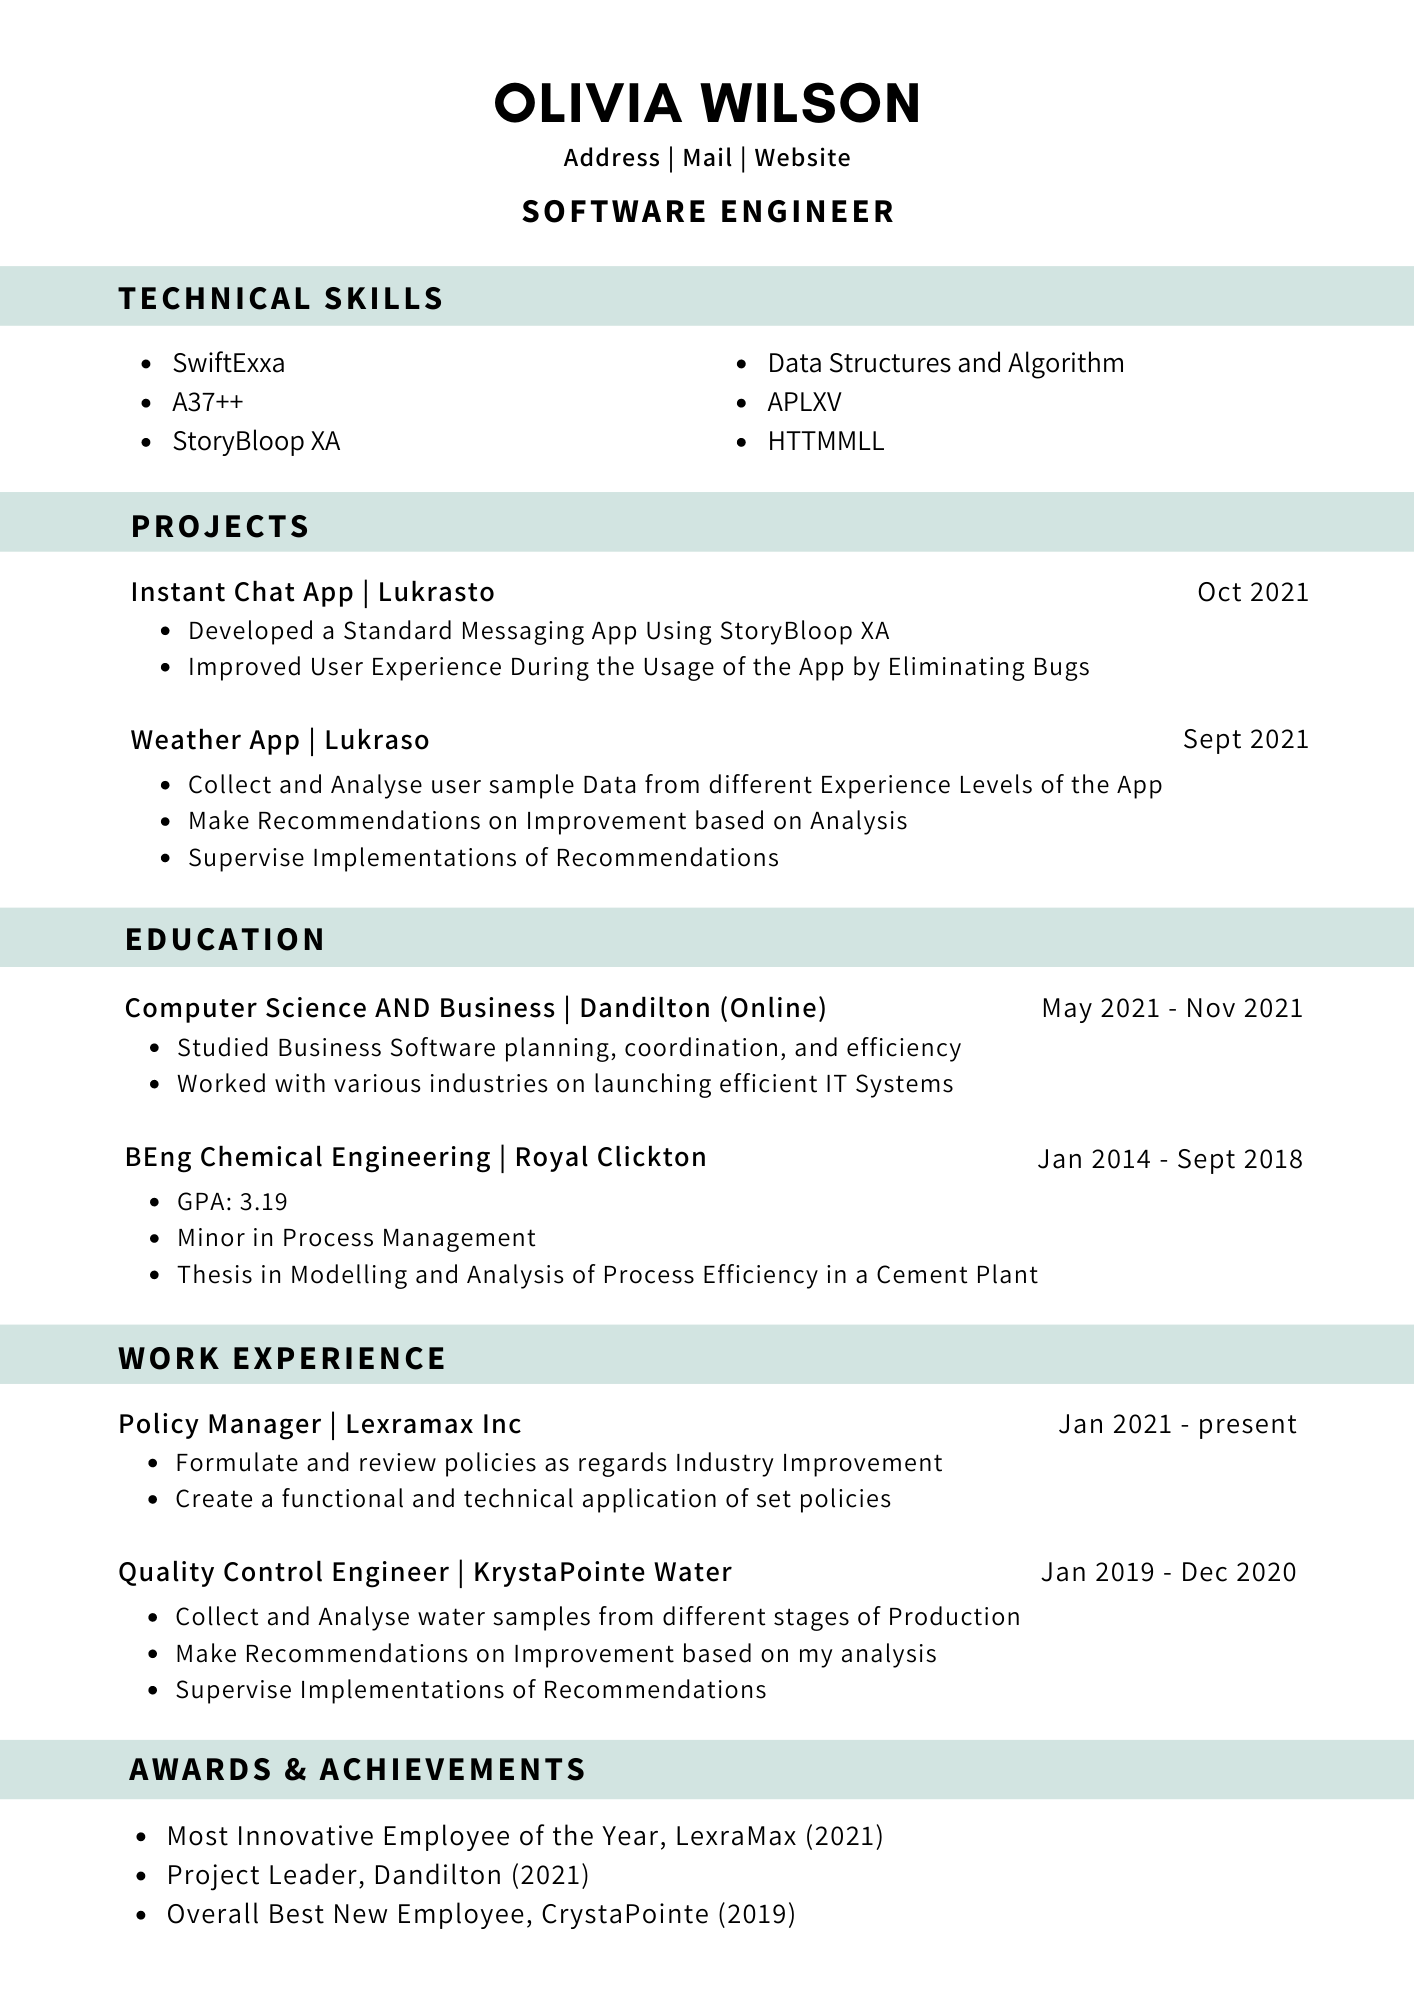 OLIVIA WILSON
Address | Mail | Website
SOFTWARE ENGINEER
TECHNICAL SKILLS
• SwiftExxa
• A37++
• StoryBloop XA
• Data Structures and Algorithm
• APLXV
• HTTMMLL
PROJECTS
Instant Chat App | Lukrasto Oct 2021
• Developed a Standard Messaging App Using StoryBloop XA
• Improved User Experience During the Usage of the App by Eliminating Bugs
Weather App | Lukraso Sept 2021
• Collect and Analyse user sample Data from different Experience Levels of the App
• Make Recommendations on Improvement based on Analysis
• Supervise Implementations of Recommendations
EDUCATION
Computer Science AND Business | Dandilton (Online) May 2021 - Nov 2021
• Studied Business Software planning, coordination, and efficiency
• Worked with various industries on launching efficient IT Systems
BEng Chemical Engineering | Royal Clickton Jan 2014 - Sept 2018
• GPA: 3.19
• Minor in Process Management
• Thesis in Modelling and Analysis of Process Efficiency in a Cement Plant
WORK EXPERIENCE
Policy Manager | Lexramax Inc Jan 2021 - present
• Formulate and review policies as regards Industry Improvement
• Create a functional and technical application of set policies
Quality Control Engineer | KrystaPointe Water Jan 2019 - Dec 2020
• Collect and Analyse water samples from different stages of Production
• Make Recommendations on Improvement based on my analysis
• Supervise Implementations of Recommendations
AWARDS & ACHIEVEMENTS
• Most Innovative Employee of the Year, LexraMax (2021)
• Project Leader, Dandilton (2021)
• Overall Best New Employee, CrystaPointe (2019)